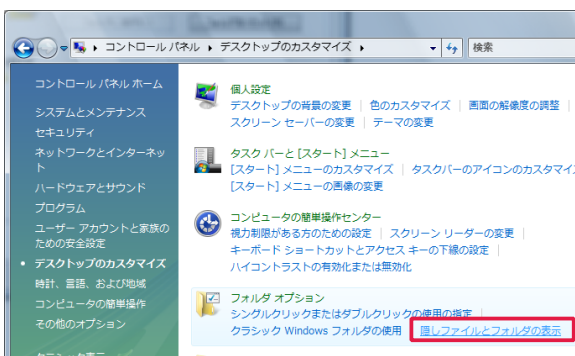 コントロール パネル ▸ デスクトップのカスタマイズ ▸
検索
コントロール パネル ホーム
システムとメンテナンス
セキュリティ
ネットワークとインターネッ
ト
ハードウェアとサウンド
プログラム
ユーザー アカウントと家族の
ための安全設定
デスクトップのカスタマイズ
時計、言語、および地域
コンピュータの簡単操作
その他のオプション
個人設定
デスクトップの背景の変更 | 色のカスタマイズ | 画面の解像度の調整 |
スクリーン セーバーの変更 | テーマの変更
タスク バーと [スタート] メニュー
[スタート] メニューのカスタマイズ | タスクバーのアイコンのカスタマイ
[スタート] メニューの画像の変更
コンピュータの簡単操作センター
視力制限がある方のための設定 | スクリーン リーダーの変更 |
キーボード ショートカットとアクセス キーの下線の設定 |
ハイコントラストの有効化または無効化
フォルダ オプション
シングルクリックまたはダブルクリックの使用の指定 |
クラシック Windows フォルダの使用 | 隠しファイルとフォルダの表示